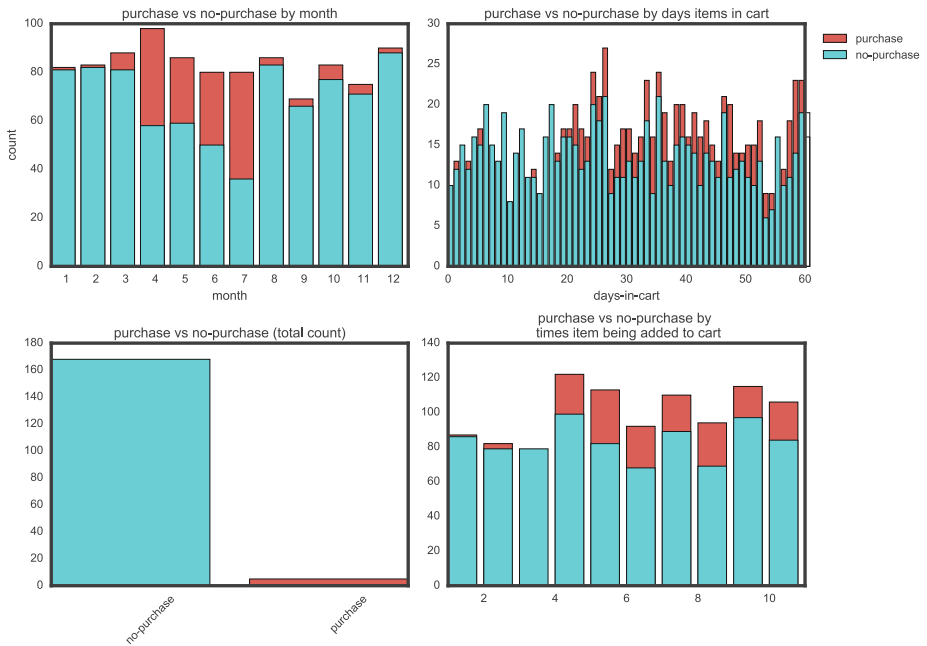 purchase vs no-purchase by month
100
80
60
40
20
0
count
1 2 3 4 5 6 7 8 9 10 11 12
month
purchase vs no-purchase by days items in cart
30
25
20
15
10
5
0
0 10 20 30 40 50 60
days-in-cart
purchase
no-purchase
purchase vs no-purchase (total count)
180
160
140
120
100
80
60
40
20
0
no-purchase
purchase
purchase vs no-purchase by
times item being added to cart
140
120
100
80
60
40
20
0
2 4 6 8 10